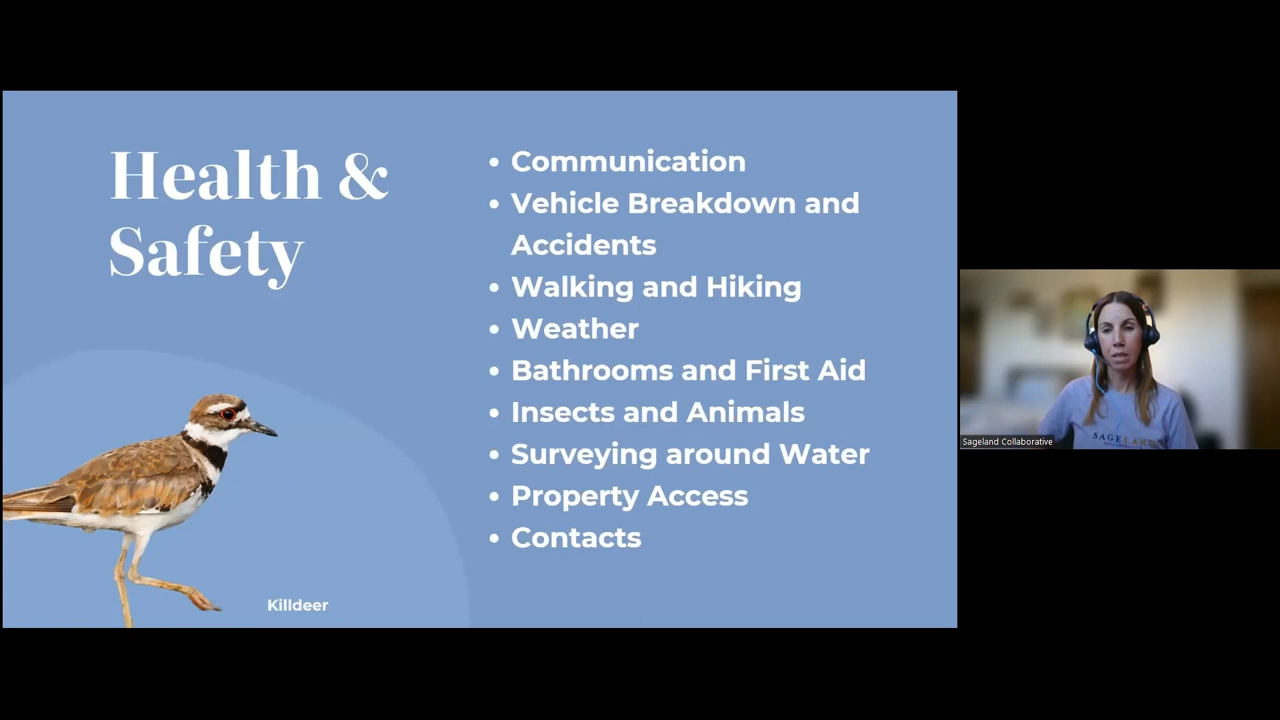 Health &
Safety
• Communication
• Vehicle Breakdown and
Accidents
• Walking and Hiking
• Weather
• Bathrooms and First Aid
• Insects and Animals
• Surveying around Water
• Property Access
• Contacts
Killdeer
SAGELAND
Sageland Collaborative